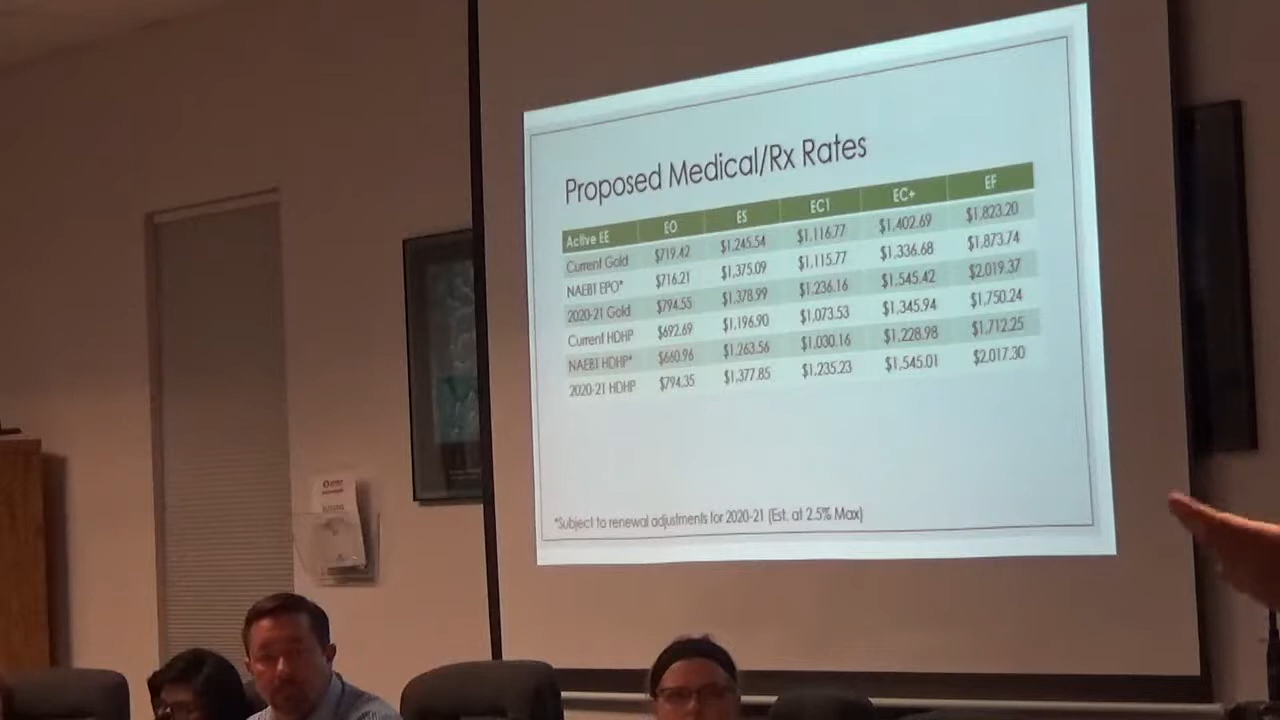 Proposed Medical/Rx Rates
Active EE EO ES EC1 EC+ EF
Current Gold $719.42 $1,245.54 $1,116.77 $1,402.69 $1,823.20
NAEBT EPO* $716.21 $1,375.09 $1,115.77 $1,336.68 $1,873.74
2020-21 Gold $794.55 $1,378.99 $1,236.16 $1,545.42 $2,019.37
Current HDHP $692.69 $1,196.90 $1,073.53 $1,345.94 $1,750.24
NAEBT HDHP* $660.96 $1,263.56 $1,030.16 $1,228.98 $1,712.25
2020-21 HDHP $794.35 $1,377.85 $1,235.23 $1,545.01 $2,017.30
*Subject to renewal adjustments for 2020-21 (Est. at 2.5% Max)